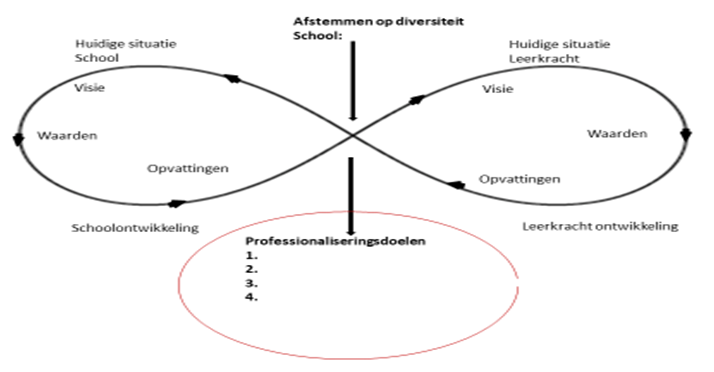 Afstemmen op diversiteit
School:
Huidige situatie
School
Visie
Waarden
Opvattingen
Schoolontwikkeling
Huidige situatie
Leerkracht
Visie
Waarden
Opvattingen
Leerkracht ontwikkeling
Professionaliseringsdoelen
1.
2.
3.
4.